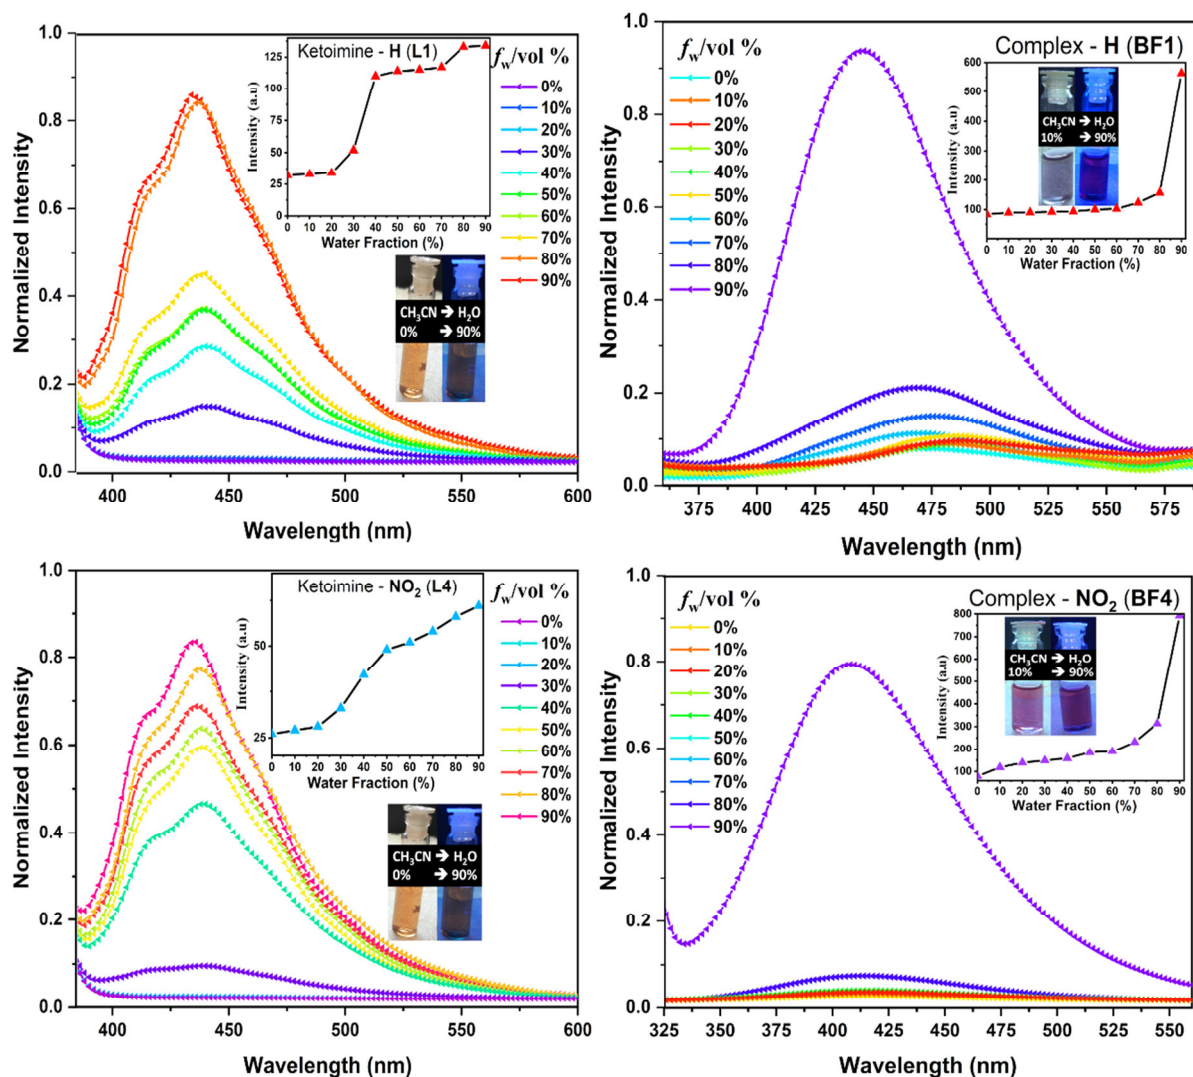 Ketoimine - H (L1)
Intensity (a.u)
135
125
100
75
50
25
0
0 10 20 30 40 50 60 70 80 90
Water Fraction (%)
CH₃CN ➔ H₂O
0% ➔ 90%
fw/vol %
0%
10%
20%
30%
40%
50%
60%
70%
80%
90%
Normalized Intensity
1.0
0.8
0.6
0.4
0.2
0.0
400 450 500 550 600
Wavelength (nm)
Complex - H (BF1)
Intensity (a.u)
600
500
400
300
200
100
0 10 20 30 40 50 60 70 80 90
Water Fraction (%)
CH₃CN ➔ H₂O
10% ➔ 90%
fw/vol %
0%
10%
20%
30%
40%
50%
60%
70%
80%
90%
Normalized Intensity
1.0
0.8
0.6
0.4
0.2
0.0
375 400 425 450 475 500 525 550 575
Wavelength (nm)
Ketoimine - NO₂ (L4)
Intensity (a.u)
50
25
0 10 20 30 40 50 60 70 80 90
Water Fraction (%)
CH₃CN ➔ H₂O
0% ➔ 90%
fw/vol %
0%
10%
20%
30%
40%
50%
60%
70%
80%
90%
Normalized Intensity
1.0
0.8
0.6
0.4
0.2
0.0
400 450 500 550 600
Wavelength (nm)
Complex - NO₂ (BF4)
Intensity (a.u)
800
700
600
500
400
300
200
100
0 10 20 30 40 50 60 70 80 90
Water Fraction (%)
CH₃CN ➔ H₂O
10% ➔ 90%
fw/vol %
0%
10%
20%
30%
40%
50%
60%
70%
80%
90%
Normalized Intensity
1.0
0.8
0.6
0.4
0.2
0.0
325 350 375 400 425 450 475 500 525 550
Wavelength (nm)